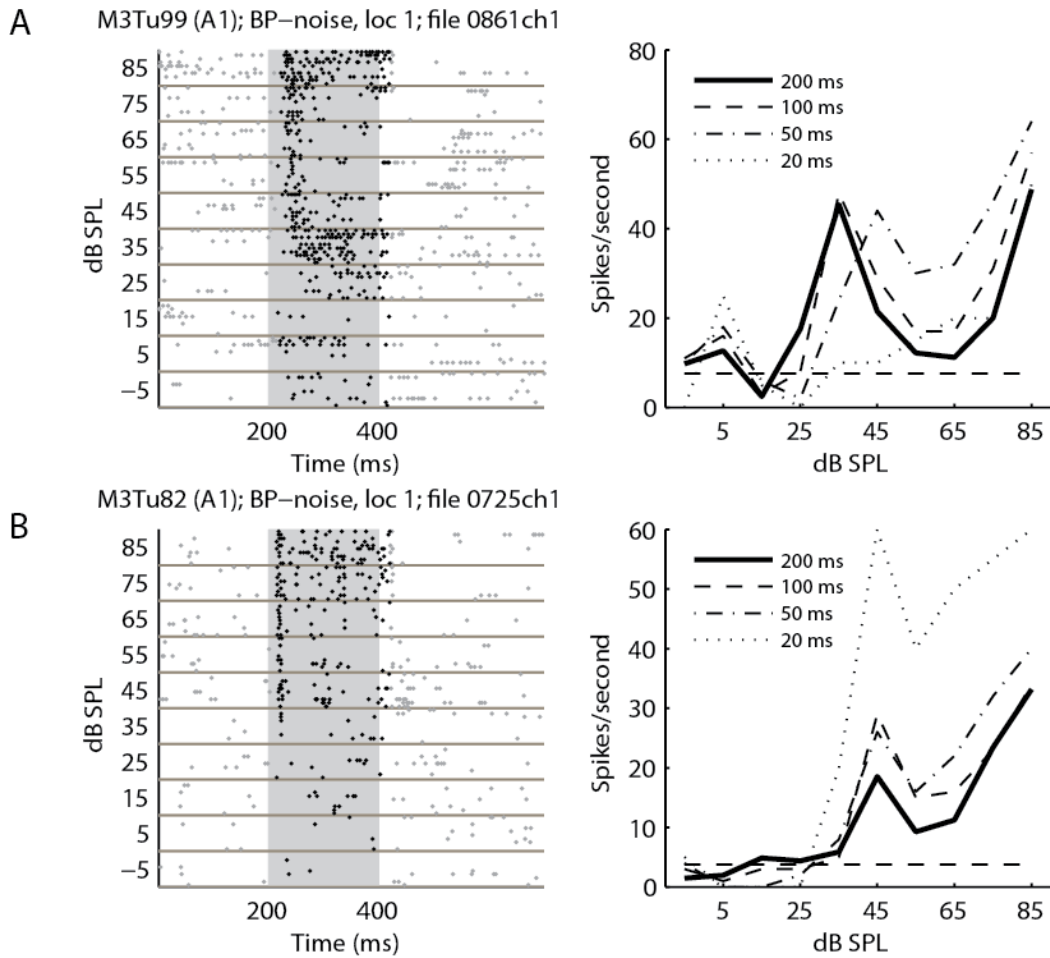 A
M3Tu99 (A1); BP−noise, loc 1; file 0861ch1
dB SPL
85
75
65
55
45
35
25
15
5
−5
200 400
Time (ms)
Spikes/second
80
60
40
20
0
200 ms
100 ms
50 ms
20 ms
5 25 45 65 85
dB SPL
B
M3Tu82 (A1); BP−noise, loc 1; file 0725ch1
dB SPL
85
75
65
55
45
35
25
15
5
−5
200 400
Time (ms)
Spikes/second
60
50
40
30
20
10
0
200 ms
100 ms
50 ms
20 ms
5 25 45 65 85
dB SPL